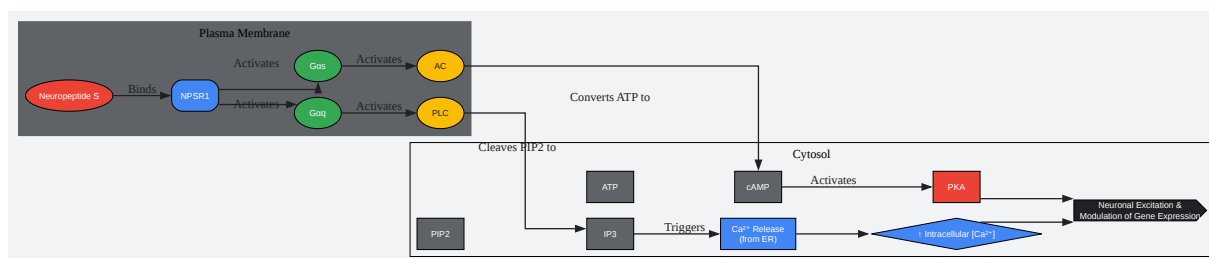 Plasma Membrane
Activates
Gαs
Activates
AC
Neuropeptide S
Binds
NPSR1
Activates
Gαq
Activates
PLC
Converts ATP to
Cleaves PIP2 to
Cytosol
ATP
cAMP
Activates
PKA
PIP2
IP3
Triggers
Ca²⁺ Release
(from ER)
↑ Intracellular [Ca²⁺]
Neuronal Excitation &
Modulation of Gene Expression